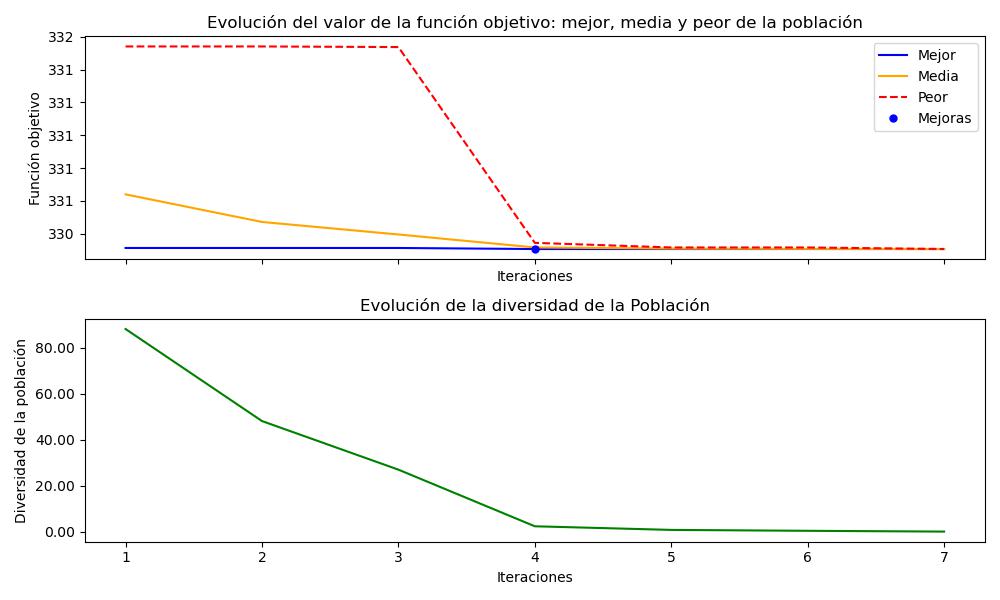 Evolución del valor de la función objetivo: mejor, media y peor de la población
Función objetivo
332
331
331
331
331
331
330
Mejor
Media
Peor
Mejoras
Iteraciones
Evolución de la diversidad de la Población
Diversidad de la población
80.00
60.00
40.00
20.00
0.00
1 2 3 4 5 6 7
Iteraciones